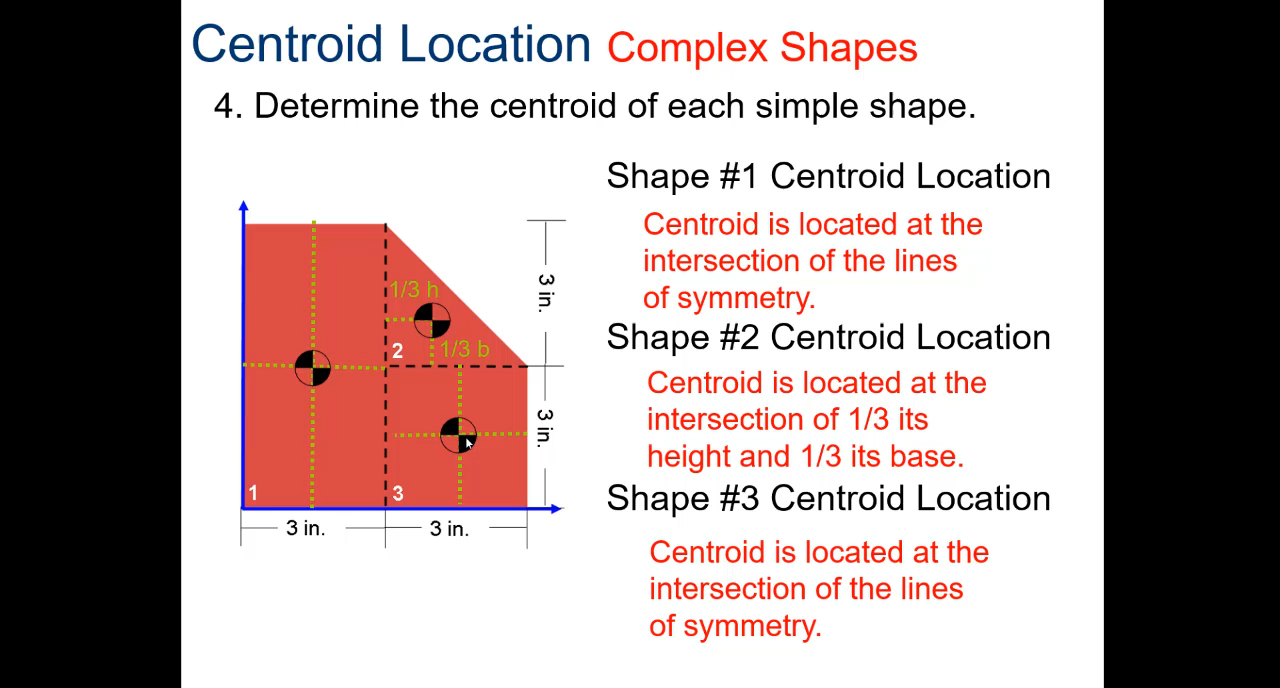 Centroid Location Complex Shapes
4. Determine the centroid of each simple shape.
Shape #1 Centroid Location
Centroid is located at the
intersection of the lines
of symmetry.
Shape #2 Centroid Location
Centroid is located at the
intersection of 1/3 its
height and 1/3 its base.
Shape #3 Centroid Location
Centroid is located at the
intersection of the lines
of symmetry.
1/3 h
2
1/3 b
1
3
3 in.
3 in.
3 in.
3 in.